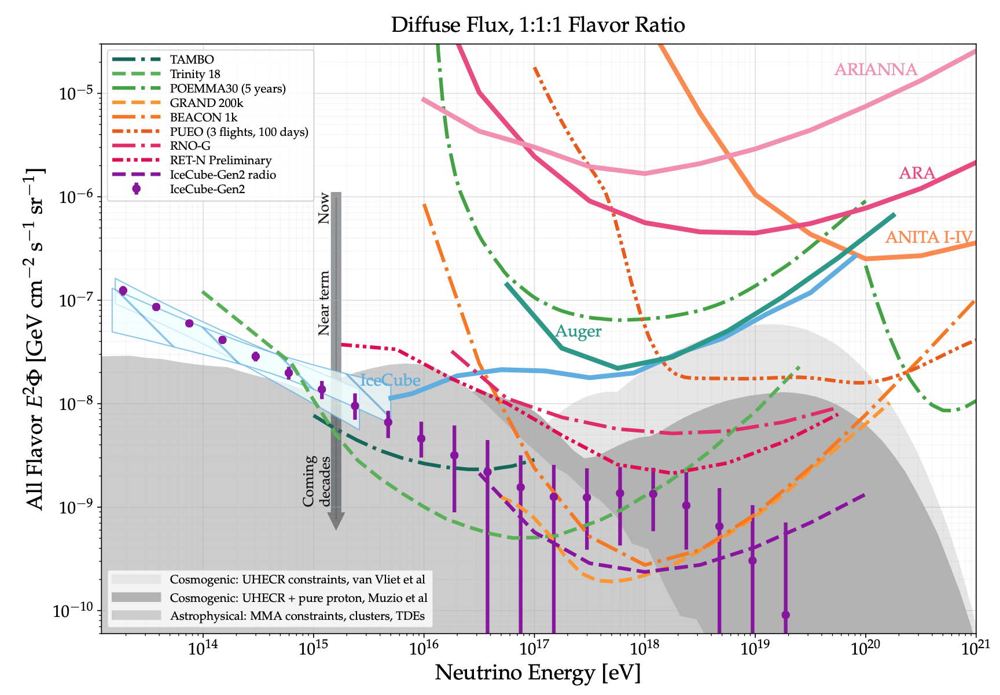 Diffuse Flux, 1:1:1 Flavor Ratio
TAMBO
Trinity 18
POEMMA30 (5 years)
GRAND 200k
BEACON 1k
PUEO (3 flights, 100 days)
RNO-G
RET-N Preliminary
IceCube-Gen2 radio
IceCube-Gen2
ARIANNA
ARA
ANITA I-IV
Auger
IceCube
Now
Near term
Coming
decades
Cosmogenic: UHECR constraints, van Vliet et al
Cosmogenic: UHECR + pure proton, Muzio et al
Astrophysical: MMA constraints, clusters, TDEs
All Flavor E²Φ [GeV cm⁻² s⁻¹ sr⁻¹]
10⁻⁵
10⁻⁶
10⁻⁷
10⁻⁸
10⁻⁹
10⁻¹⁰
10¹⁴ 10¹⁵ 10¹⁶ 10¹⁷ 10¹⁸ 10¹⁹ 10²⁰ 10²¹
Neutrino Energy [eV]